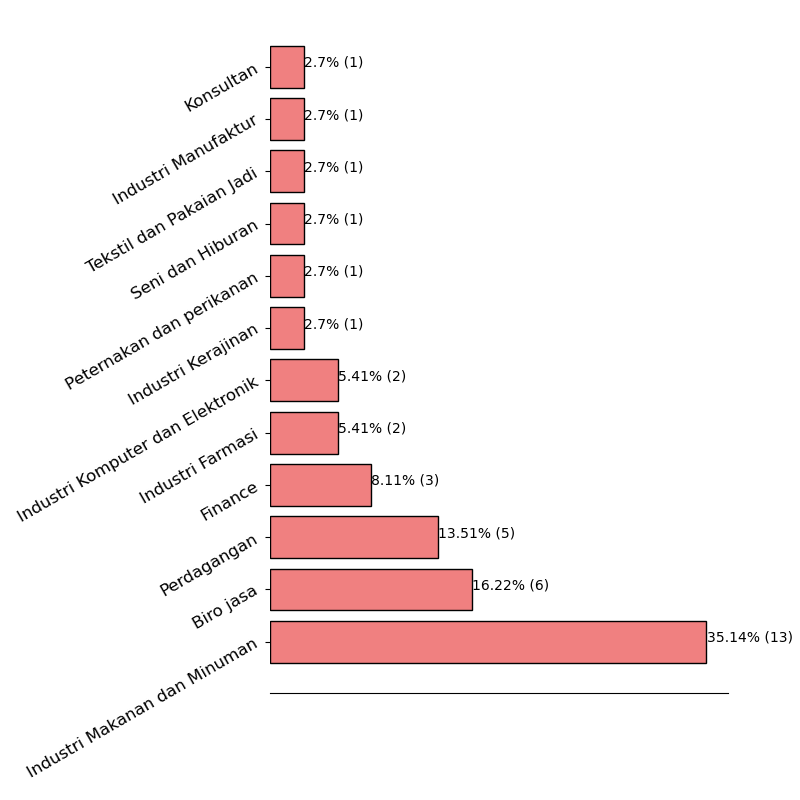 Konsultan 2.7% (1)
Industri Manufaktur 2.7% (1)
Tekstil dan Pakaian Jadi 2.7% (1)
Seni dan Hiburan 2.7% (1)
Peternakan dan perikanan 2.7% (1)
Industri Kerajinan 2.7% (1)
Industri Komputer dan Elektronik 5.41% (2)
Industri Farmasi 5.41% (2)
Finance 8.11% (3)
Perdagangan 13.51% (5)
Biro jasa 16.22% (6)
Industri Makanan dan Minuman 35.14% (13)